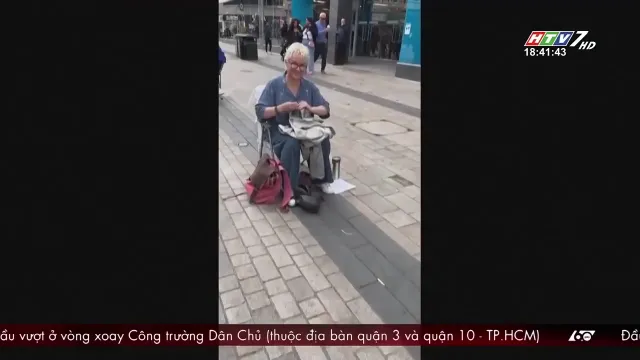 HTV7 HD
18:41:43
ầu vượt ở vòng xoay Công trường Dân Chủ (thuộc địa bàn quận 3 và quận 10 - TP.HCM) Đầ